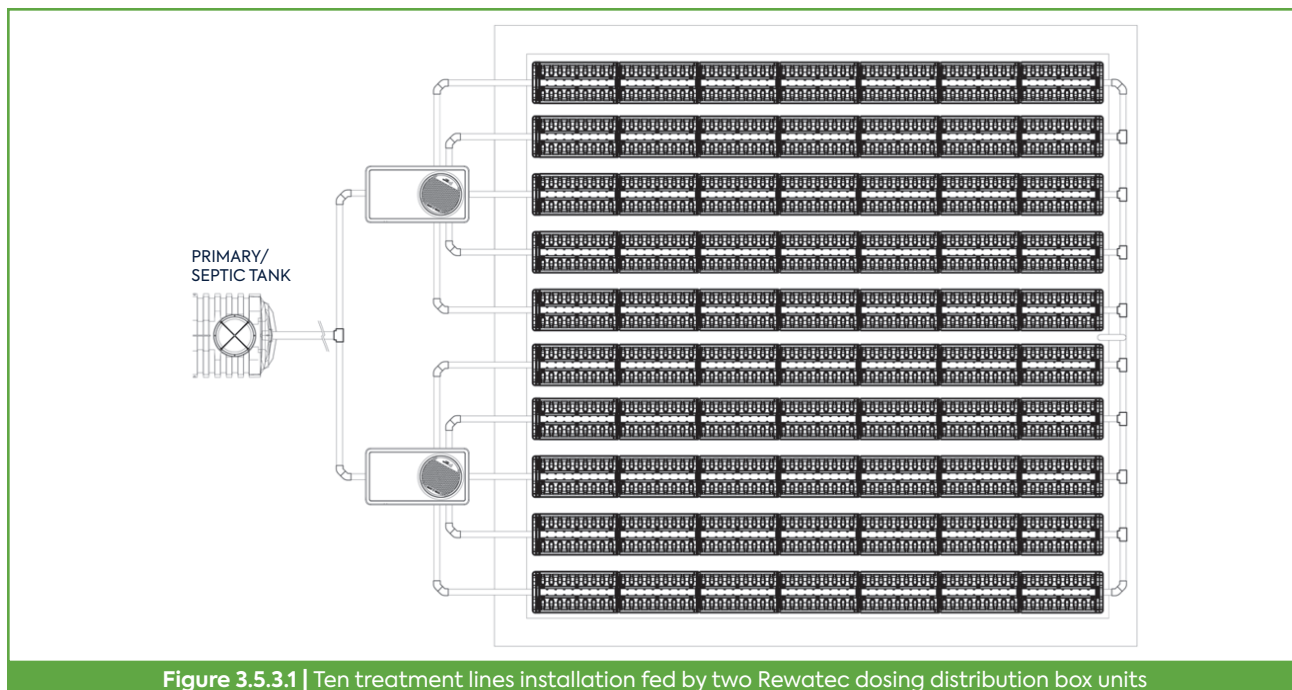 PRIMARY/
SEPTIC TANK
Figure 3.5.3.1 | Ten treatment lines installation fed by two Rewatec dosing distribution box units